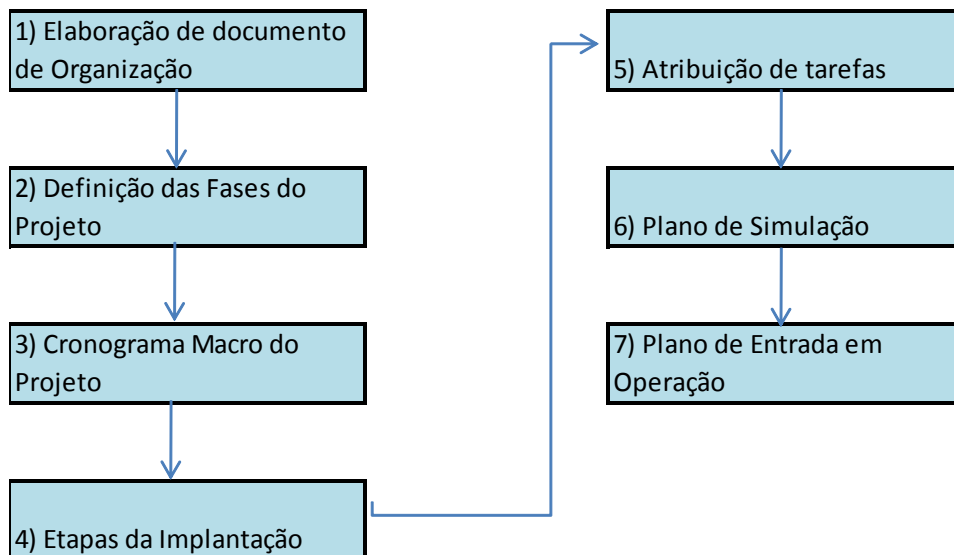 1) Elaboração de documento
de Organização
2) Definição das Fases do
Projeto
3) Cronograma Macro do
Projeto
4) Etapas da Implantação
5) Atribuição de tarefas
6) Plano de Simulação
7) Plano de Entrada em
Operação